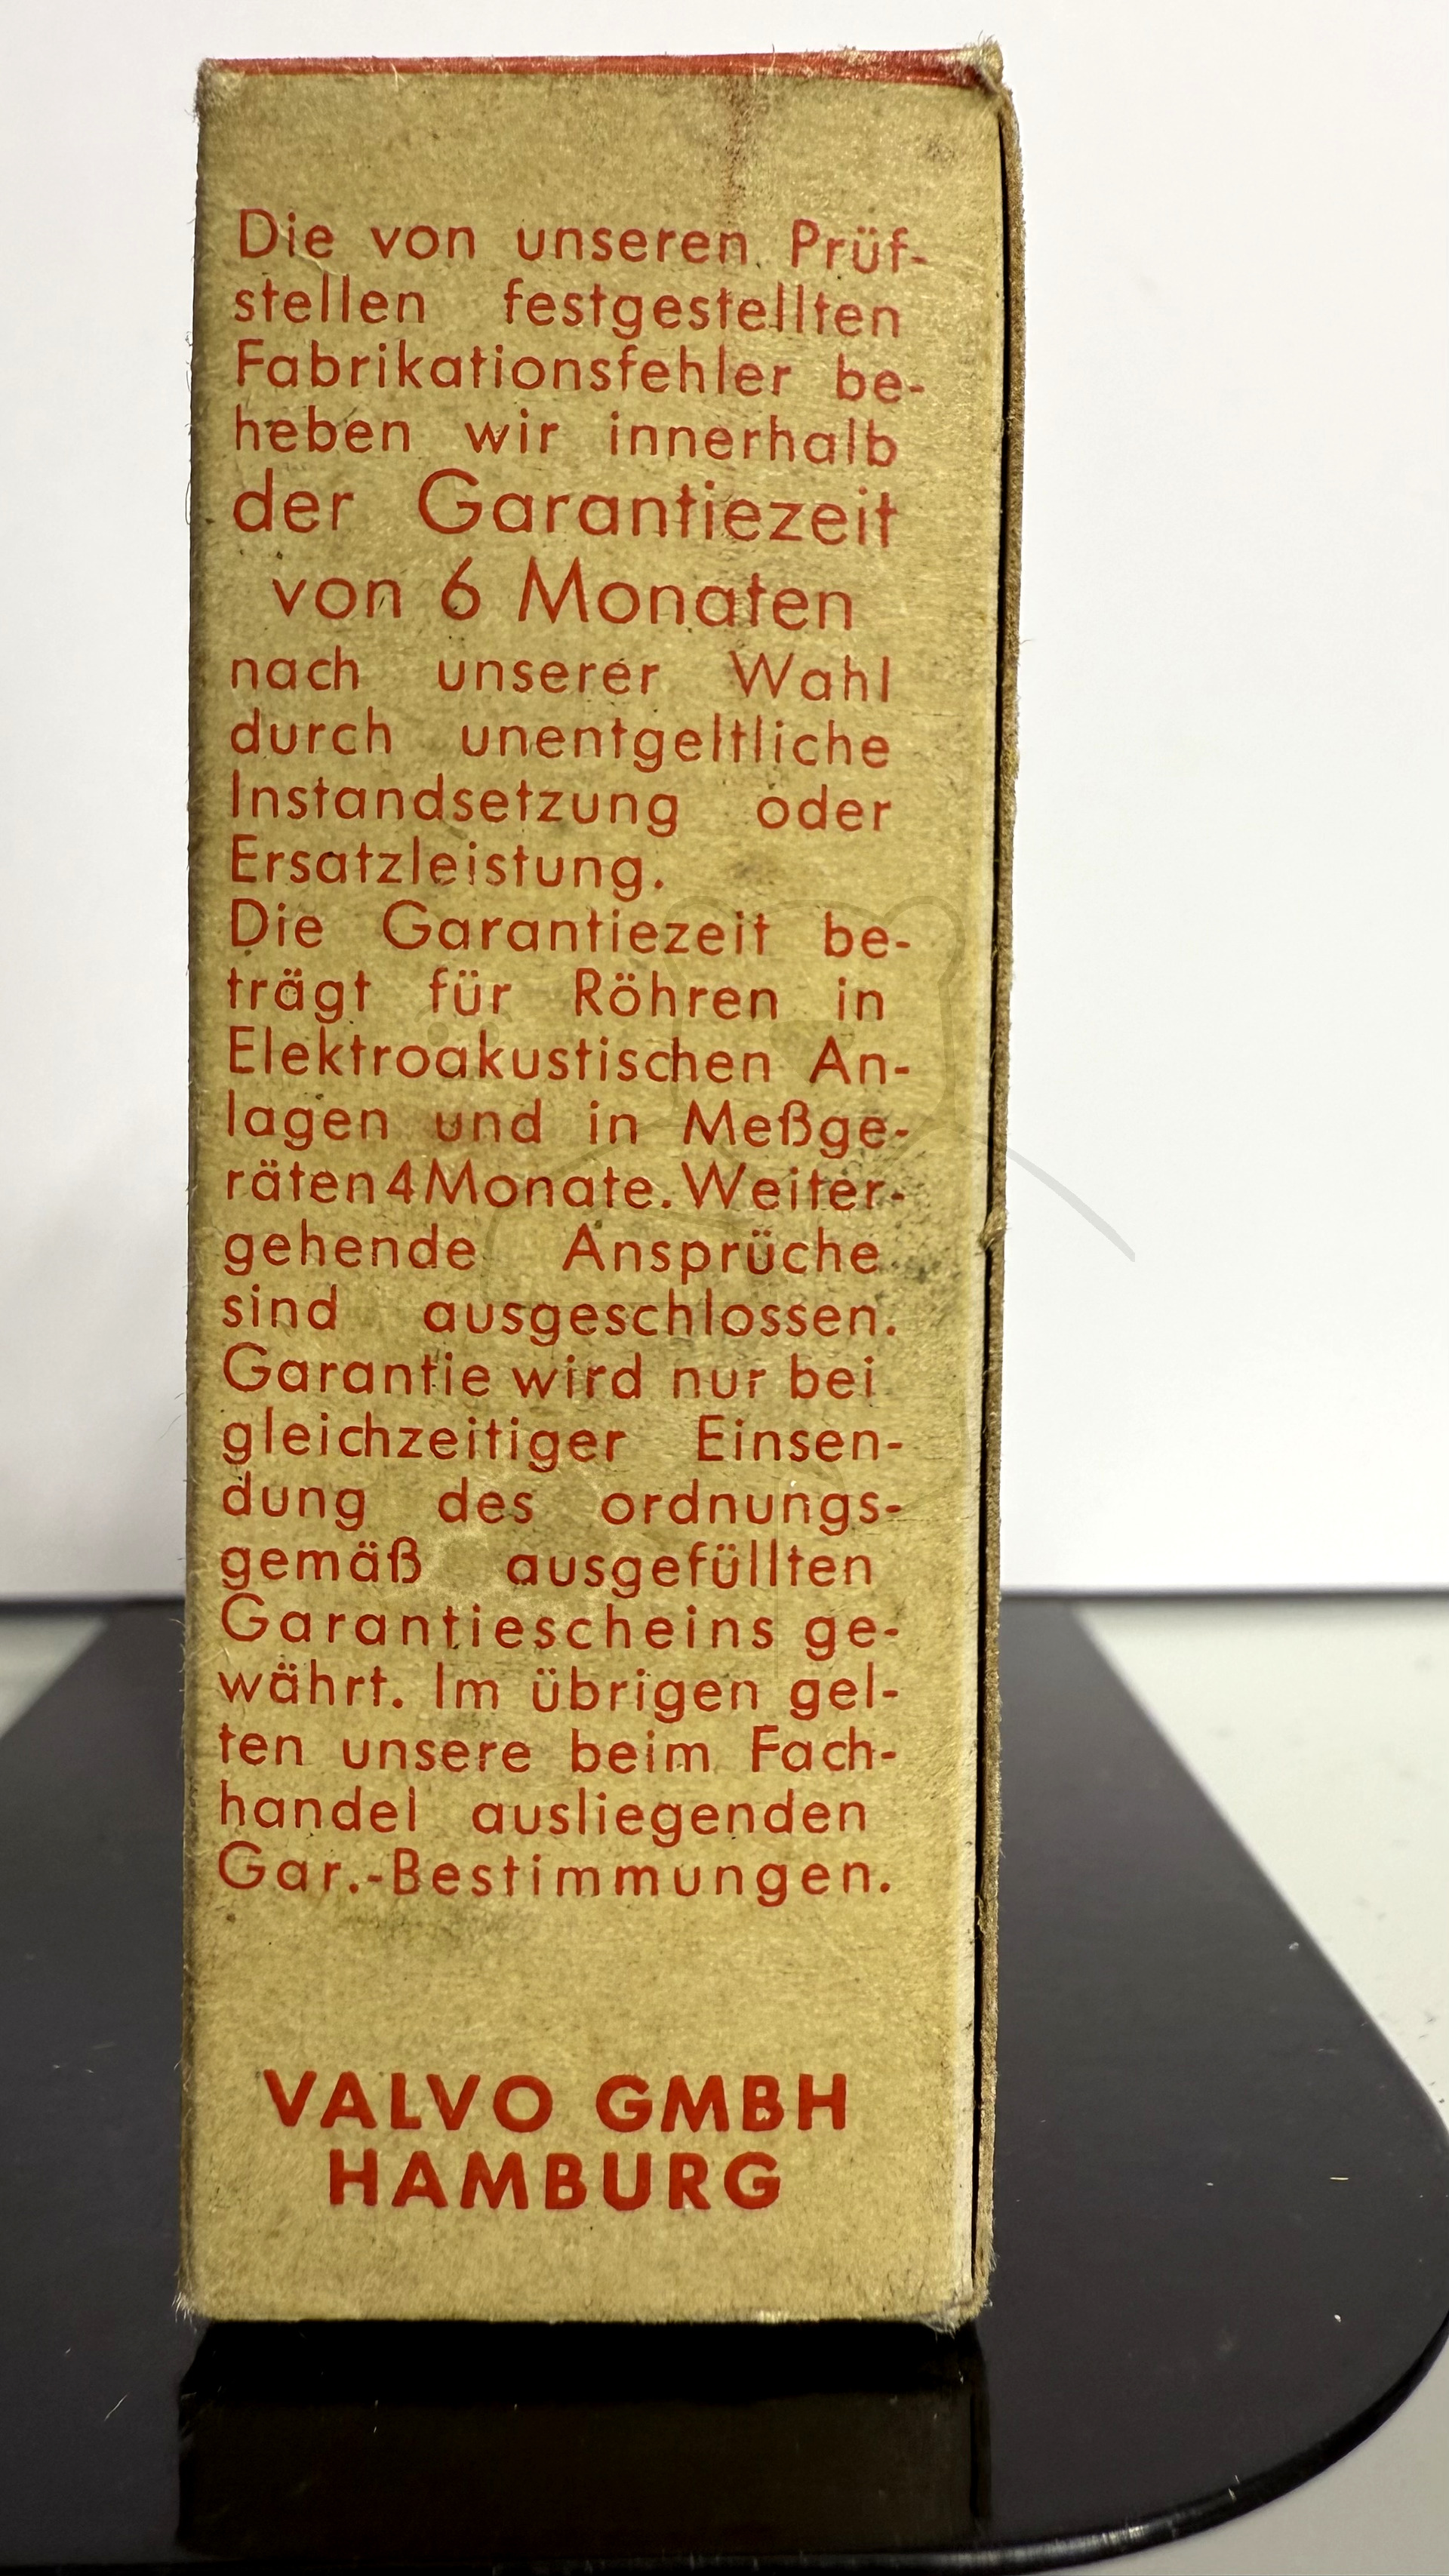 Die von unseren Prüf-
stellen festgestellten
Fabrikationsfehler be-
heben wir innerhalb
der Garantiezeit
von 6 Monaten
nach unserer Wahl
durch unentgeltliche
Instandsetzung oder
Ersatzleistung.
Die Garantiezeit be-
trägt für Röhren in
Elektroakustischen An-
lagen und in Meßge-
räten 4 Monate. Weiter-
gehende Ansprüche
sind ausgeschlossen.
Garantie wird nur bei
gleichzeitiger Einsen-
dung des ordnungs-
gemäß ausgefüllten
Garantiescheins ge-
währt. Im übrigen gel-
ten unsere beim Fach-
handel ausliegenden
Gar.-Bestimmungen.
VALVO GMBH
HAMBURG